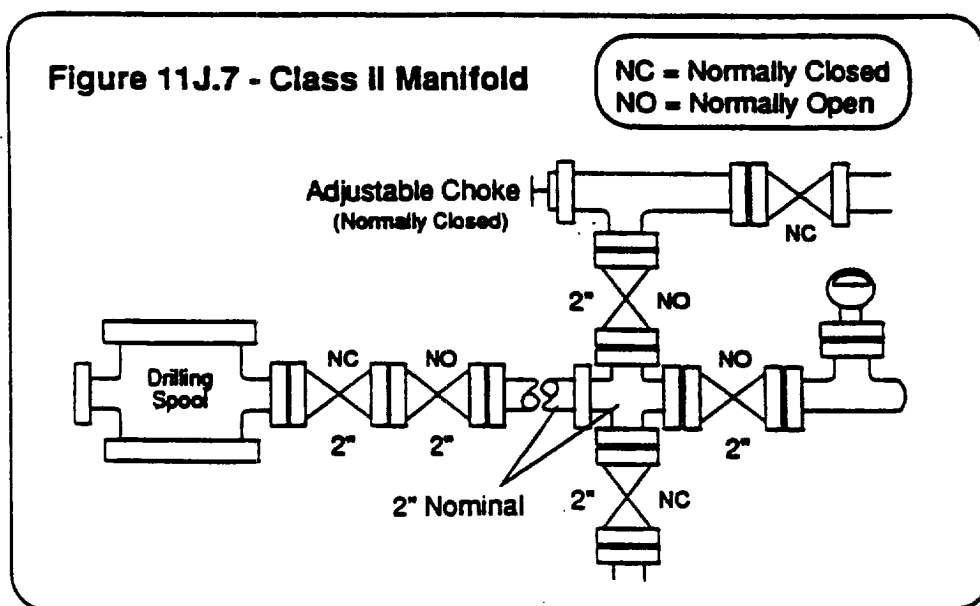 Figure 11J.7 - Class II Manifold
NC = Normally Closed
NO = Normally Open
Adjustable Choke
(Normally Closed)
NC
2" NO
NC NO
NO
Drilling
Spool
2" 2"
2"
2" Nominal
2" NC